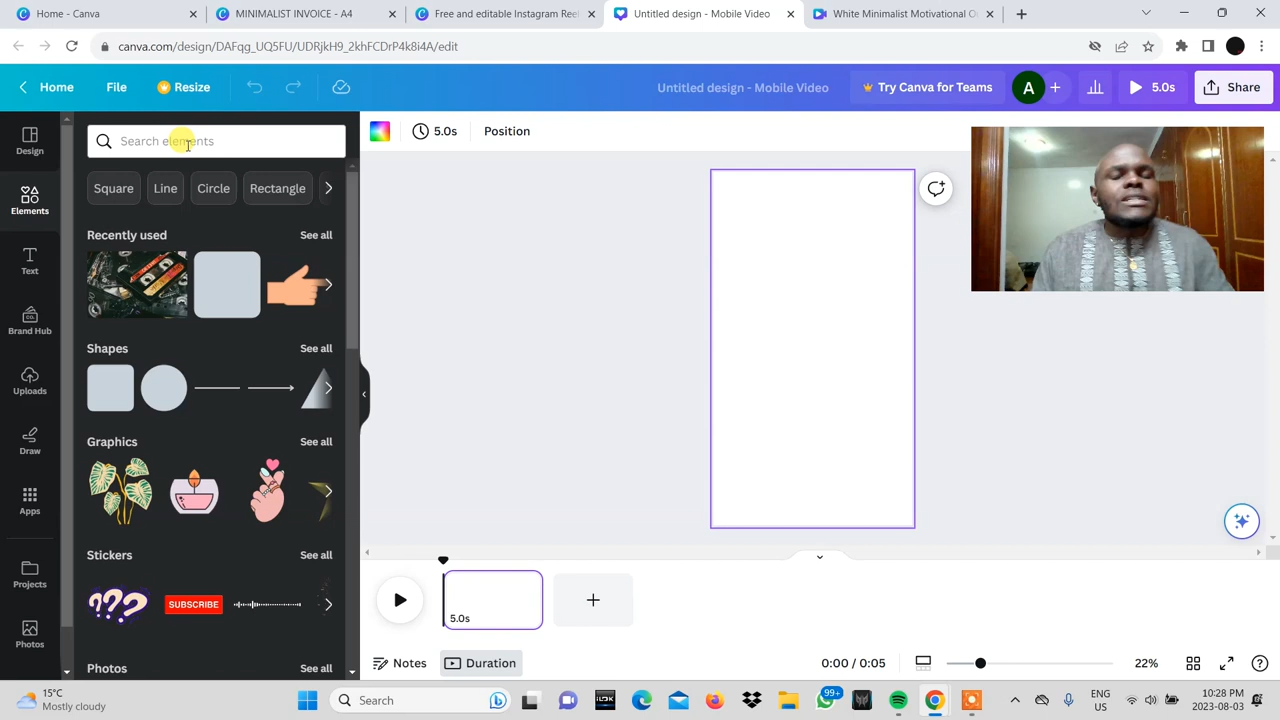 Home - Canva
MINIMALIST INVOICE - A4
Free and editable Instagram Ree
Untitled design - Mobile Video
White Minimalist Motivational
canva.com/design/DAFqg_UQ5FU/UDRjkH9_2khFCDrP4k8i4A/edit
Home
File
Resize
Untitled design - Mobile Video
Try Canva for Teams
A
5.0s
Share
Design
Elements
Text
Brand Hub
Uploads
Draw
Apps
Projects
Photos
Search elements
Square
Line
Circle
Rectangle
Recently used
See all
Shapes
See all
Graphics
See all
Stickers
See all
???
SUBSCRIBE
Photos
See all
5.0s
Position
5.0s
Notes
Duration
0:00 / 0:05
22%
15°C
Mostly cloudy
Search
99+
ENG
US
10:28 PM
2023-08-03